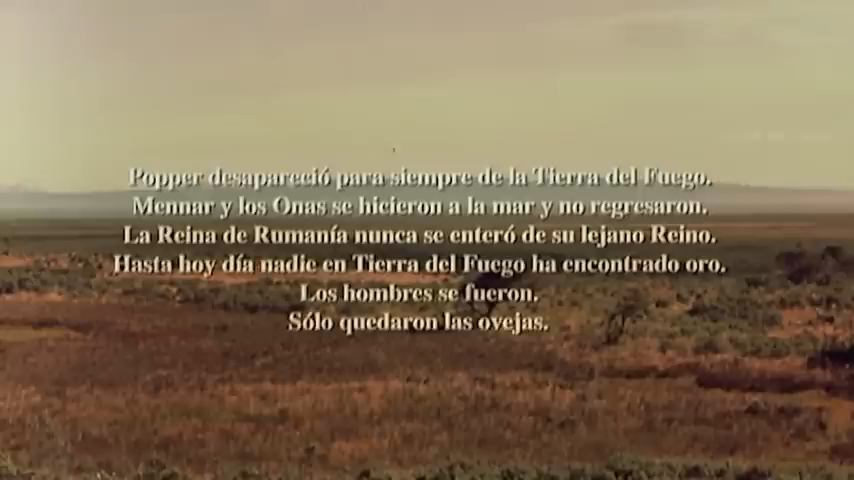 Popper desapareció para siempre de la Tierra del Fuego.
Mennar y los Onas se hicieron a la mar y no regresaron.
La Reina de Rumanía nunca se enteró de su lejano Reino.
Hasta hoy día nadie en Tierra del Fuego ha encontrado oro.
Los hombres se fueron.
Sólo quedaron las ovejas.